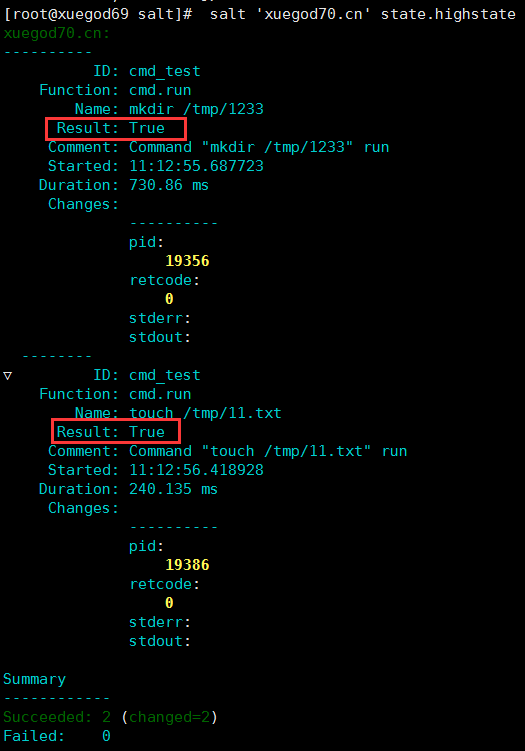 [root@xuegod69 salt]#  salt 'xuegod70.cn' state.highstate
xuegod70.cn:
----------
          ID: cmd_test
    Function: cmd.run
        Name: mkdir /tmp/1233
      Result: True
     Comment: Command "mkdir /tmp/1233" run
     Started: 11:12:55.687723
    Duration: 730.86 ms
     Changes:
              ----------
              pid:
                  19356
              retcode:
                  0
              stderr:
              stdout:
  --------
▽         ID: cmd_test
    Function: cmd.run
        Name: touch /tmp/11.txt
      Result: True
     Comment: Command "touch /tmp/11.txt" run
     Started: 11:12:56.418928
    Duration: 240.135 ms
     Changes:
              ----------
              pid:
                  19386
              retcode:
                  0
              stderr:
              stdout:

Summary
------------
Succeeded: 2 (changed=2)
Failed:    0